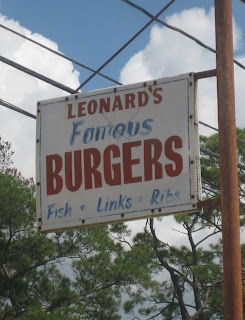 LEONARD'S
Famous
BURGERS
Fish • Links • Ribs